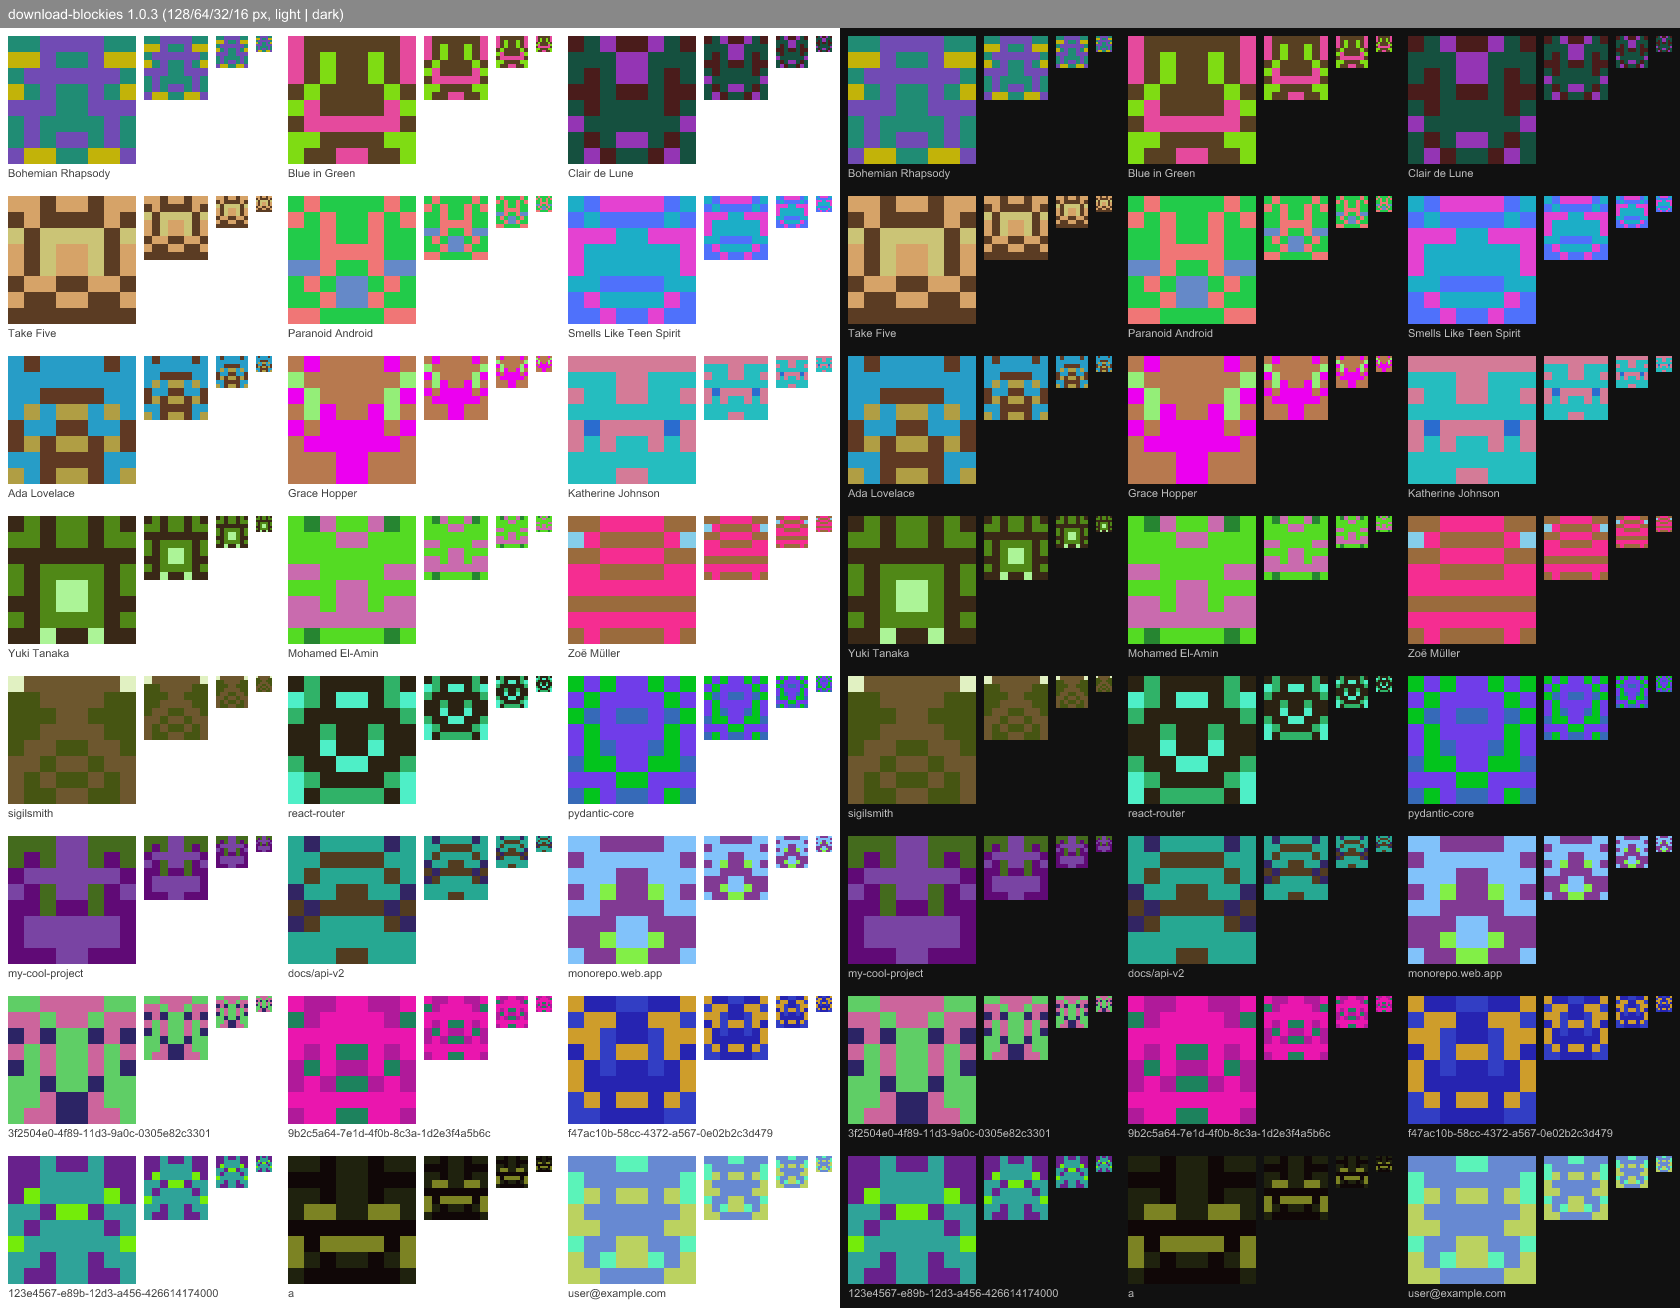 download-blockies 1.0.3 (128/64/32/16 px, light | dark)
Bohemian Rhapsody Blue in Green Clair de Lune Bohemian Rhapsody Blue in Green Clair de Lune
Take Five Paranoid Android Smells Like Teen Spirit Take Five Paranoid Android Smells Like Teen Spirit
Ada Lovelace Grace Hopper Katherine Johnson Ada Lovelace Grace Hopper Katherine Johnson
Yuki Tanaka Mohamed El-Amin Zoë Müller Yuki Tanaka Mohamed El-Amin Zoë Müller
sigilsmith react-router pydantic-core sigilsmith react-router pydantic-core
my-cool-project docs/api-v2 monorepo.web.app my-cool-project docs/api-v2 monorepo.web.app
3f2504e0-4f89-11d3-9a0c-0305e82c3301 9b2c5a64-7e1d-4f0b-8c3a-1d2e3f4a5b6c f47ac10b-58cc-4372-a567-0e02b2c3d479 3f2504e0-4f89-11d3-9a0c-0305e82c3301 9b2c5a64-7e1d-4f0b-8c3a-1d2e3f4a5b6c f47ac10b-58cc-4372-a567-0e02b2c3d479
123e4567-e89b-12d3-a456-426614174000 a user@example.com 123e4567-e89b-12d3-a456-426614174000 a user@example.com